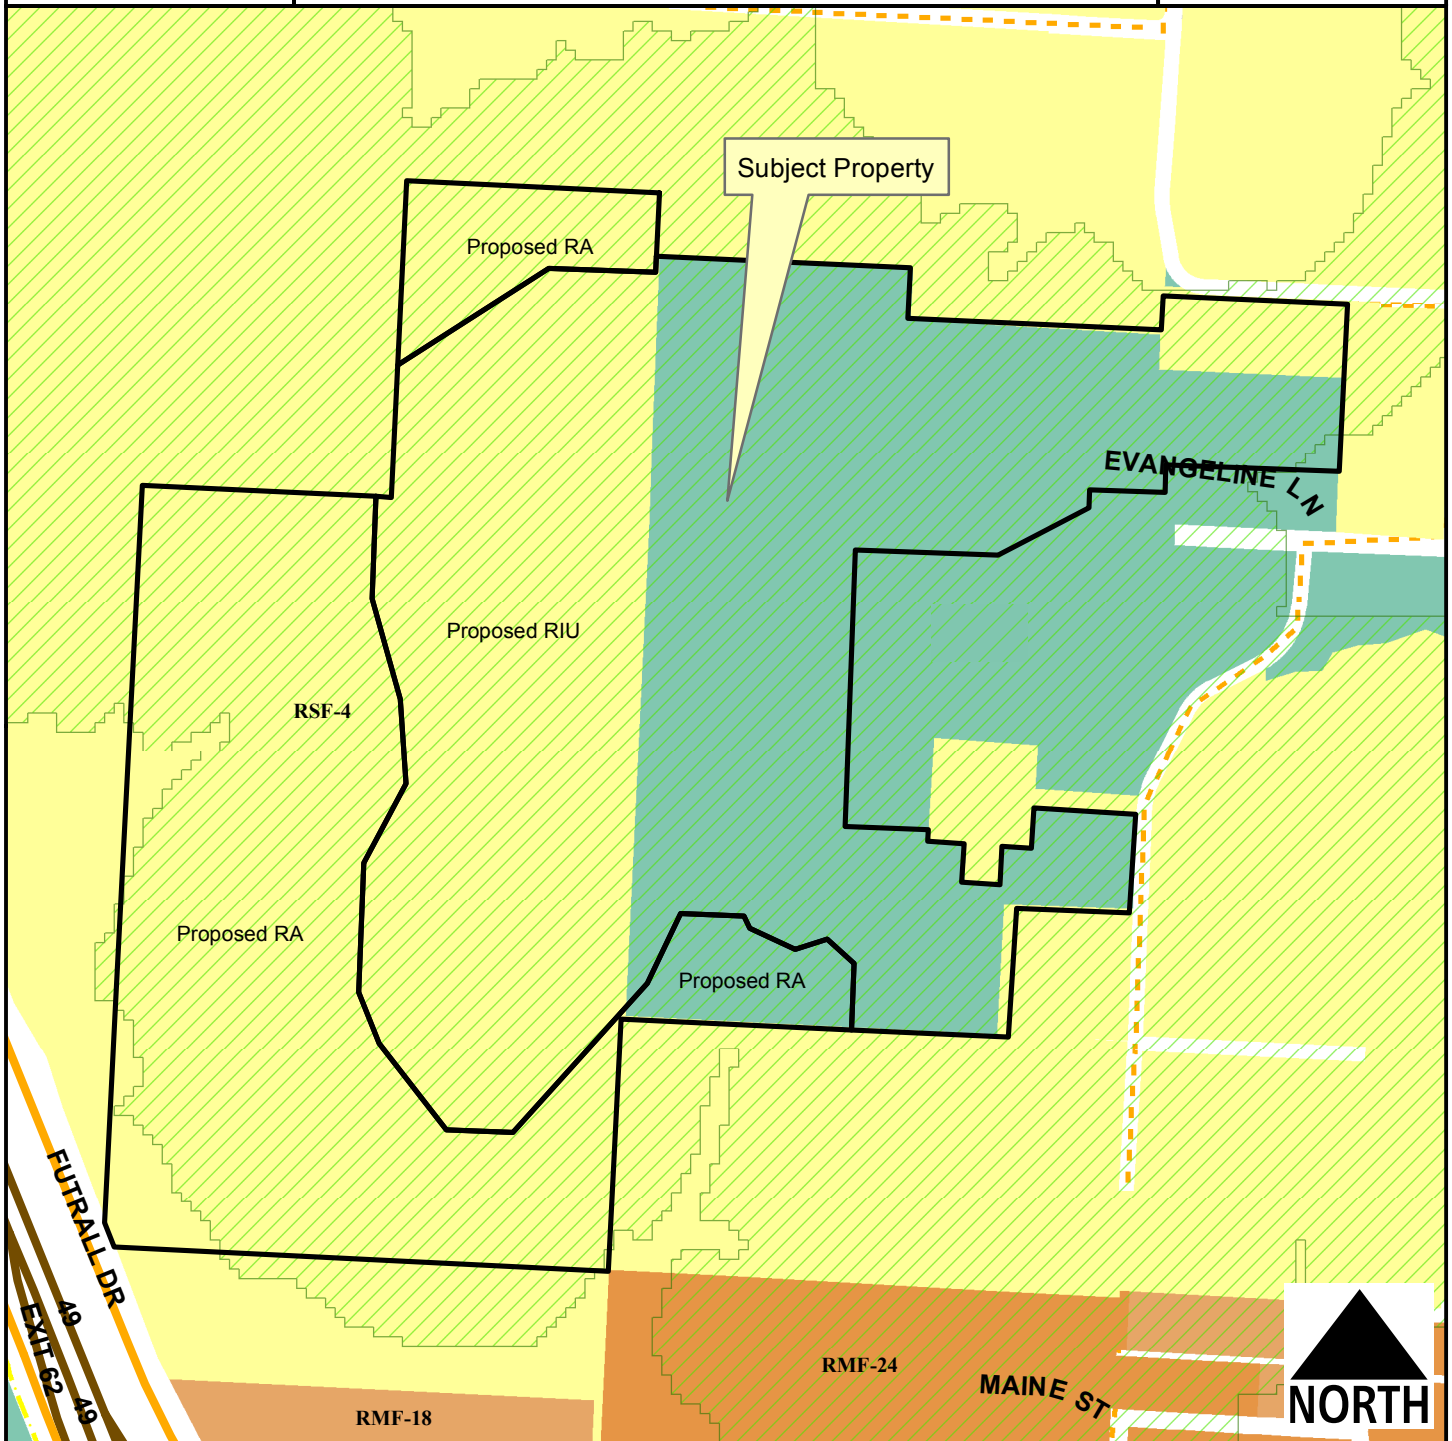 Subject Property
Proposed RA
EVANGELINE LN
Proposed RIU
RSF-4
Proposed RA
Proposed RA
FUTRALL DR
49
EXIT 62
49
RMF-24
MAINE ST
RMF-18
NORTH